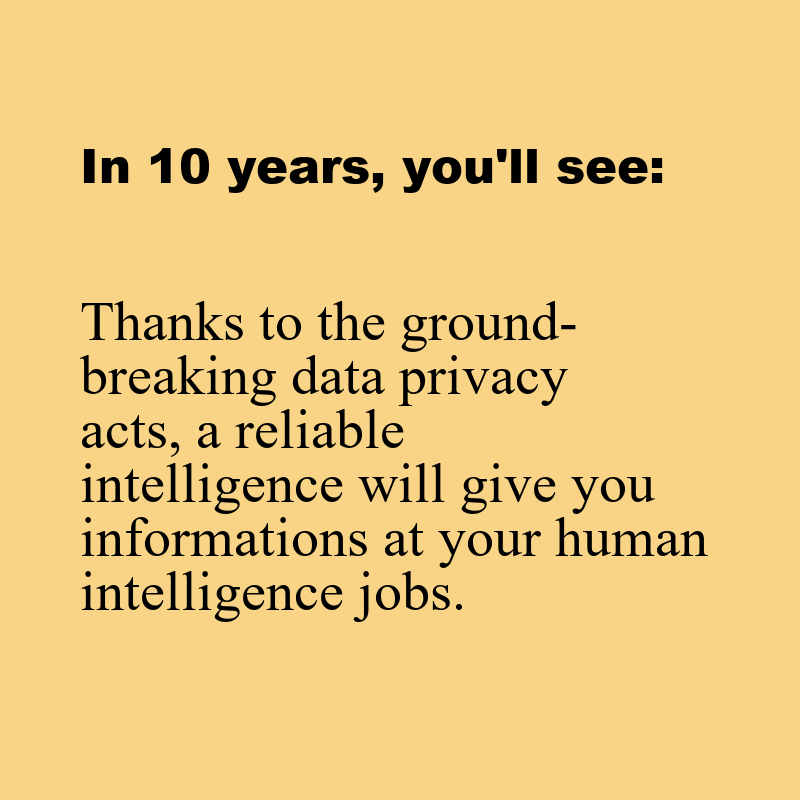 In 10 years, you'll see:
Thanks to the ground-
breaking data privacy
acts, a reliable
intelligence will give you
informations at your human
intelligence jobs.